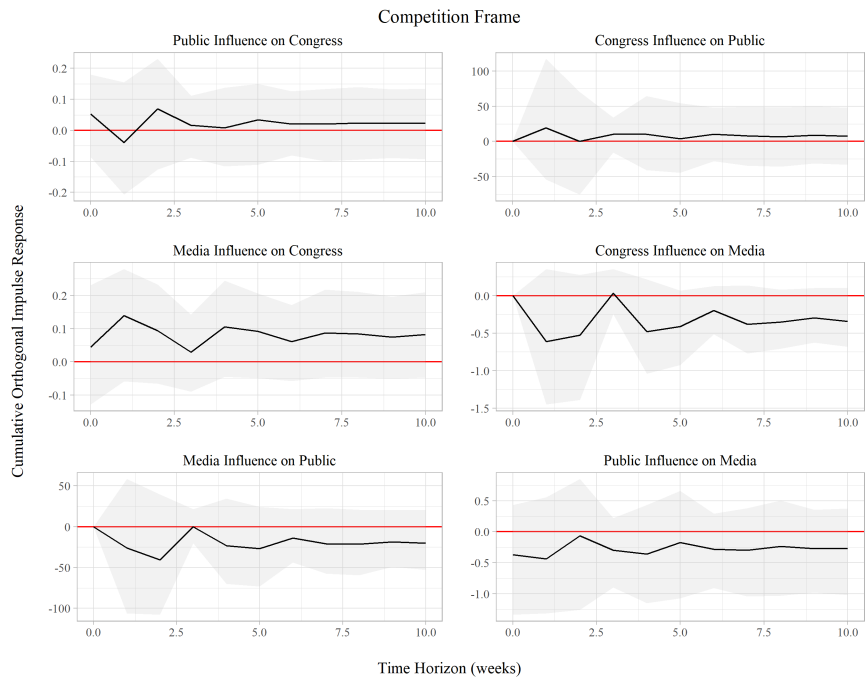 Competition Frame
Public Influence on Congress
0.2
0.1
0.0
-0.1
-0.2
0.0 2.5 5.0 7.5 10.0
Congress Influence on Public
100
50
0
-50
0.0 2.5 5.0 7.5 10.0
Media Influence on Congress
0.2
0.1
0.0
-0.1
0.0 2.5 5.0 7.5 10.0
Congress Influence on Media
0.0
-0.5
-1.0
-1.5
0.0 2.5 5.0 7.5 10.0
Media Influence on Public
50
0
-50
-100
0.0 2.5 5.0 7.5 10.0
Public Influence on Media
0.5
0.0
-0.5
-1.0
0.0 2.5 5.0 7.5 10.0
Cumulative Orthogonal Impulse Response
Time Horizon (weeks)